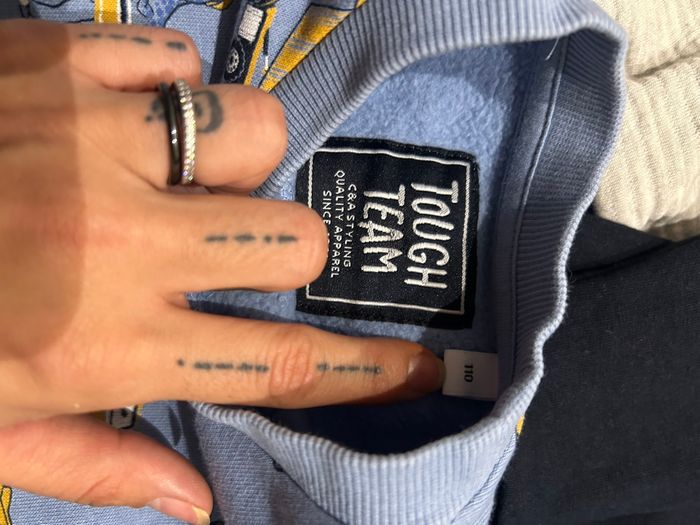 TOUGH
TEAM
C&A STYLING
QUALITY APPAREL
SINCE
110